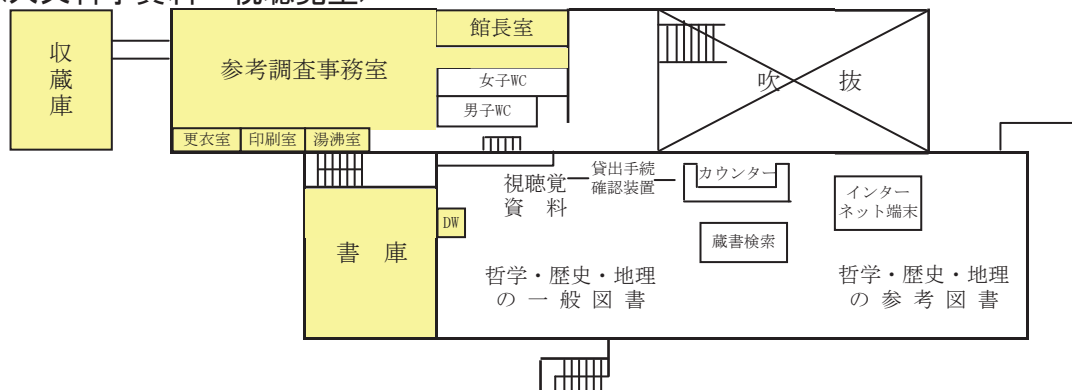 館長室
収蔵庫
参考調査事務室
女子WC
吹 抜
男子WC
更衣室
印刷室
湯沸室
視聴覚
資 料
貸出手続
確認装置
カウンター
インター
ネット端末
DW
書 庫
蔵書検索
哲学・歴史・地理
の 一 般 図 書
哲学・歴史・地理
の 参 考 図 書